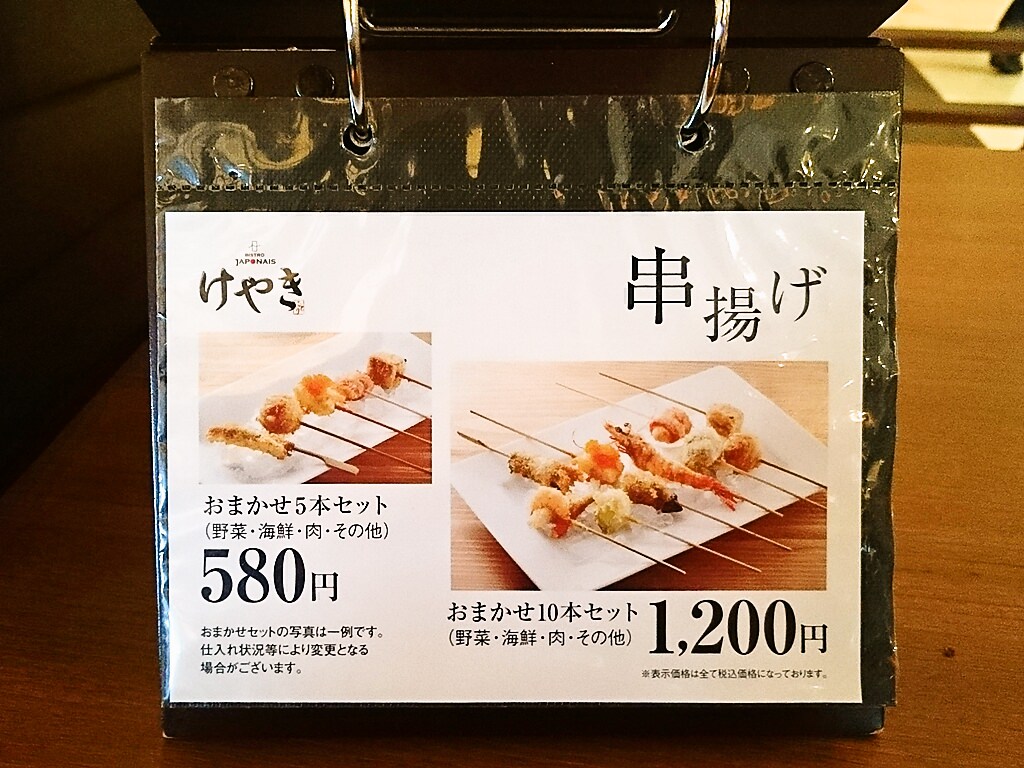 BISTRO
JAPONAIS
けやき
串揚げ
おまかせ5本セット
(野菜・海鮮・肉・その他)
580円
おまかせセットの写真は一例です。
仕入れ状況等により変更となる
場合がございます。
おまかせ10本セット
(野菜・海鮮・肉・その他)
1,200円
※表示価格は全て税込価格になっております。